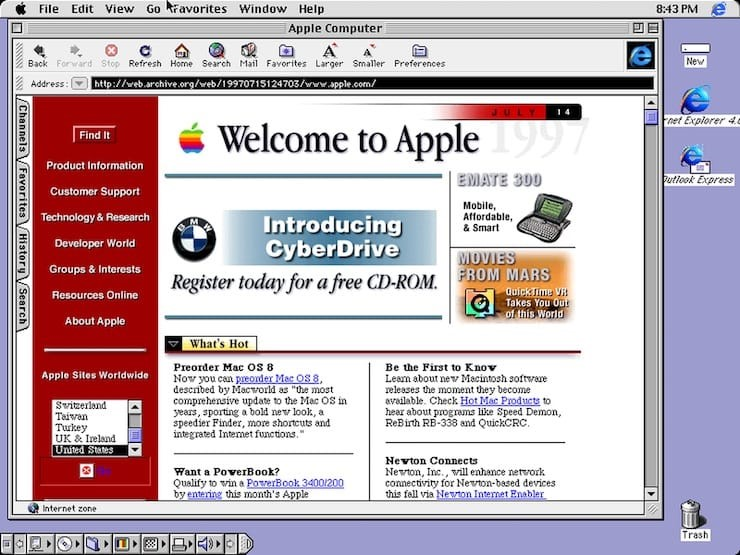 File Edit View Go Favorites Window Help
8:43 PM
Apple Computer
Back Forward Stop Refresh Home Search Mail Favorites Larger Smaller Preferences
Address: http://web.archive.org/web/19970715124703/www.apple.com/
Channels
Favorites
History
Search
Find It
Product Information
Customer Support
Technology & Research
Developer World
Groups & Interests
Resources Online
About Apple
Apple Sites Worldwide
Switzerland
Taiwan
Turkey
UK & Ireland
United States
JULY 14
1997
Welcome to Apple
BMW
Introducing
CyberDrive
Register today for a free CD-ROM.
EMATE 300
Mobile,
Affordable,
& Smart
MOVIES
FROM MARS
QuickTime VR
Takes You Out
of this World
What's Hot
Preorder Mac OS 8
Now you can preorder Mac OS 8,
described by Macworld as "the most
comprehensive update to the Mac OS in
years, sporting a bold new look, a
speedier Finder, more shortcuts and
integrated Internet functions."
Want a PowerBook?
Qualify to win a PowerBook 3400/200
by entering this month's Apple
Be the First to Know
Learn about new Macintosh software
releases the moment they become
available. Check Hot Mac Products to
hear about programs like Speed Demon,
ReBirth RB-338 and QuickCRC.
Newton Connects
Newton, Inc., will enhance network
connectivity for Newton-based devices
this fall via Newton Internet Enabler
Internet zone
New
rnet Explorer 4.
Outlook Express
Trash